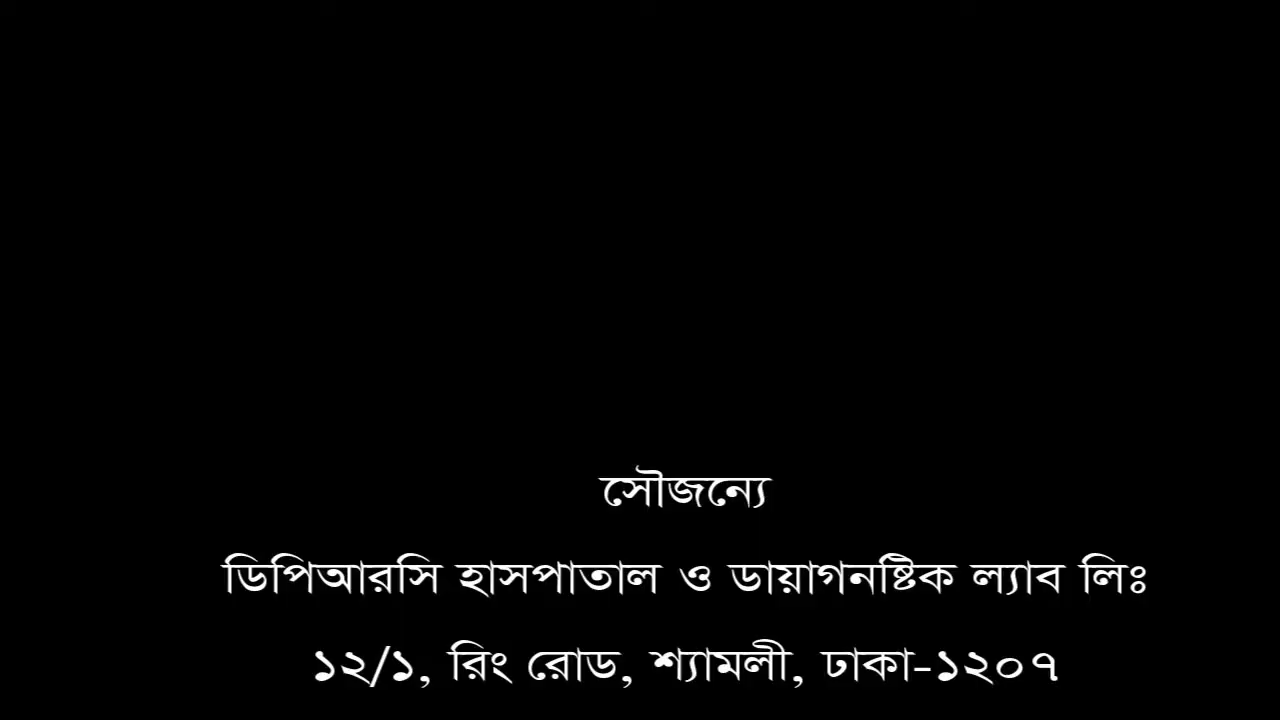 সৌজন্যে
ডিপিআরসি হাসপাতাল ও ডায়াগনষ্টিক ল্যাব লিঃ
১২/১, রিং রোড, শ্যামলী, ঢাকা-১২০৭